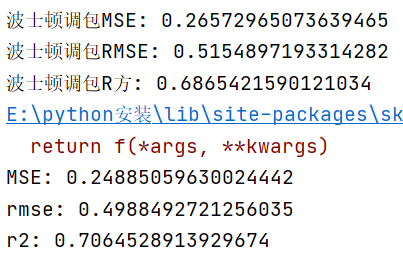 波士顿调包MSE: 0.26572965073639465
波士顿调包RMSE: 0.5154897193314282
波士顿调包R方: 0.6865421590121034
E:\python安装\lib\site-packages\sk
return f(*args, **kwargs)
MSE: 0.24885059630024442
rmse: 0.4988492721256035
r2: 0.7064528913929674